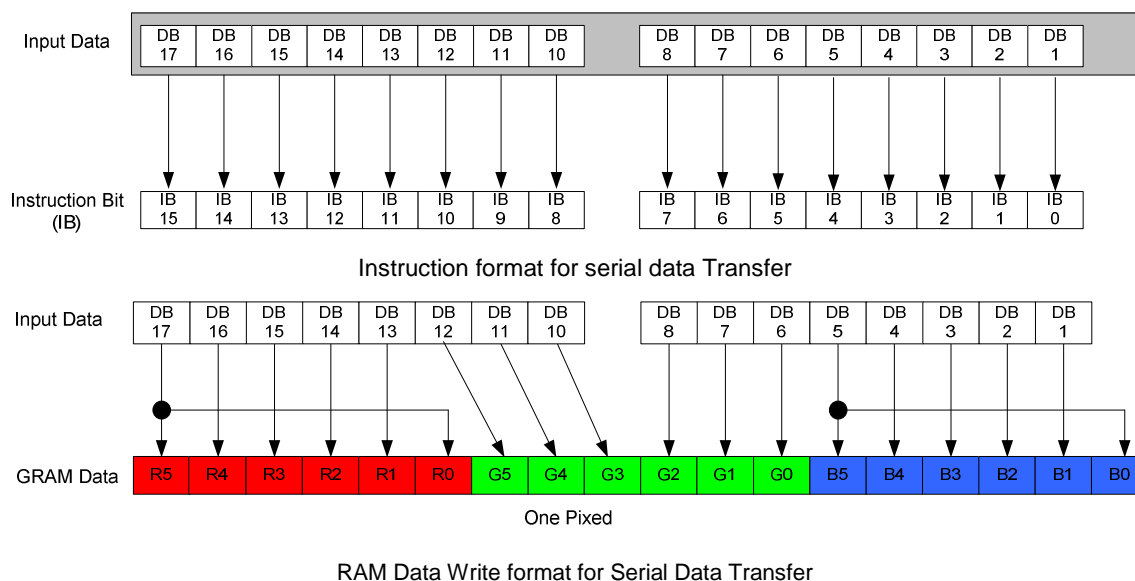 Input Data
DB DB DB DB DB DB DB DB DB DB DB DB DB DB DB DB
17 16 15 14 13 12 11 10 8 7 6 5 4 3 2 1
Instruction Bit
(IB)
IB IB IB IB IB IB IB IB IB IB IB IB IB IB IB IB
15 14 13 12 11 10 9 8 7 6 5 4 3 2 1 0
Instruction format for serial data Transfer
Input Data
DB DB DB DB DB DB DB DB DB DB DB DB DB DB DB DB
17 16 15 14 13 12 11 10 8 7 6 5 4 3 2 1
GRAM Data R5 R4 R3 R2 R1 R0 G5 G4 G3 G2 G1 G0 B5 B4 B3 B2 B1 B0
One Pixed
RAM Data Write format for Serial Data Transfer